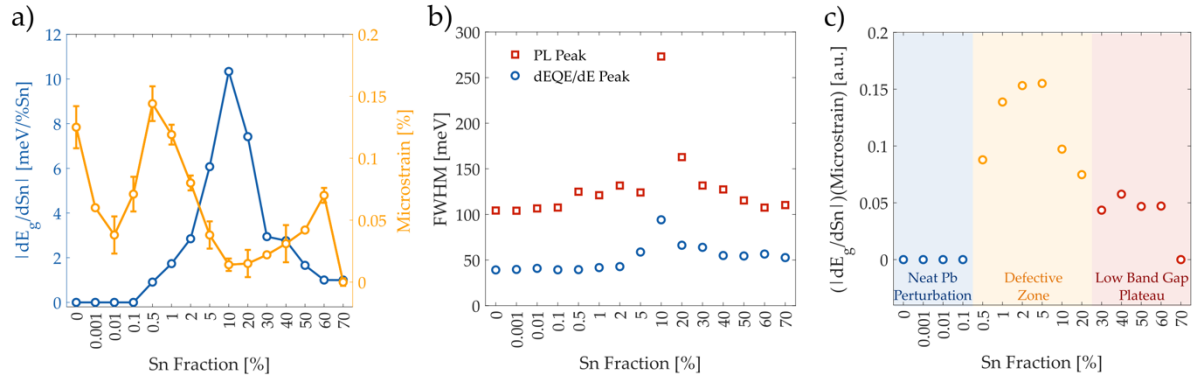 a)
|dE_g/dSn| [meV/%Sn]
12
10
8
6
4
2
0
0.2
0.15
0.1
0.05
0
Microstrain [%]
0 0.001 0.01 0.1 0.5 1 2 5 10 20 30 40 50 60 70
Sn Fraction [%]
b)
FWHM [meV]
300
250
200
150
100
50
0
PL Peak
dEQE/dE Peak
0 0.001 0.01 0.1 0.5 1 2 5 10 20 30 40 50 60 70
Sn Fraction [%]
c)
(|dE_g/dSn|)(Microstrain) [a.u.]
0.2
0.15
0.1
0.05
0
Neat Pb
Perturbation
Defective
Zone
Low Band Gap
Plateau
0 0.001 0.01 0.1 0.5 1 2 5 10 20 30 40 50 60 70
Sn Fraction [%]